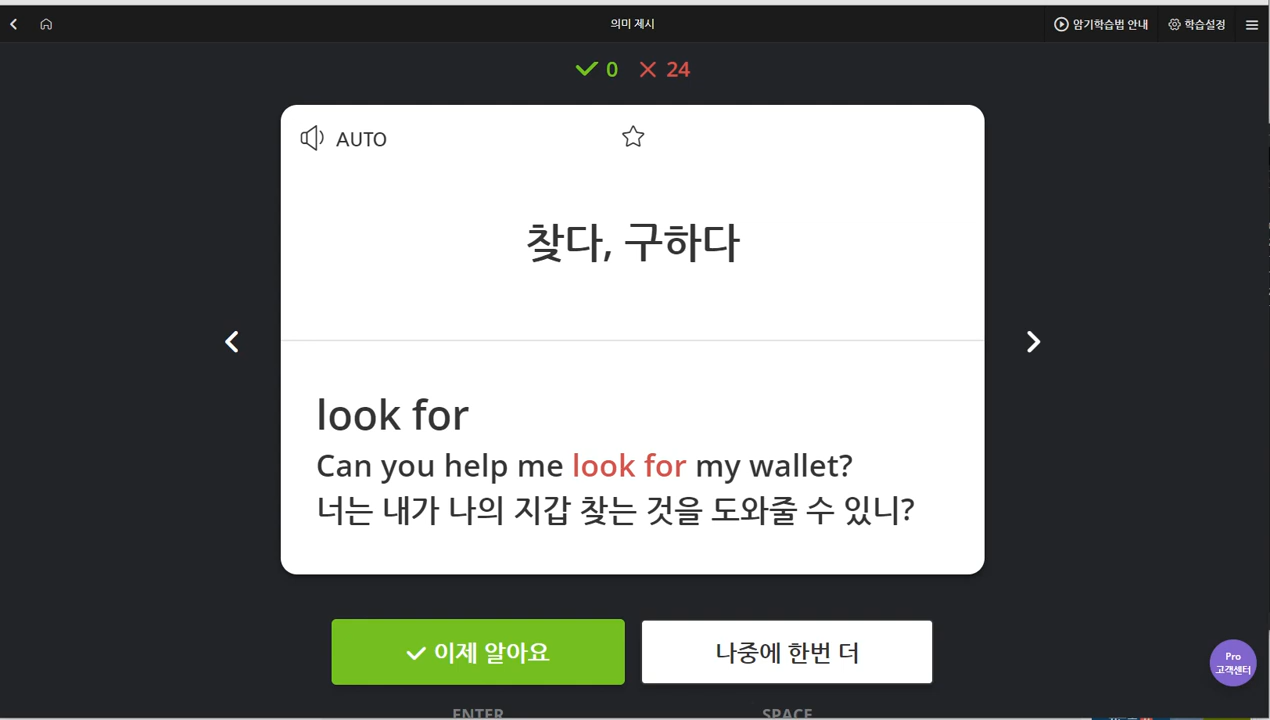 의미 제시
암기학습법 안내
학습설정
0
24
AUTO
찾다, 구하다
look for
Can you help me look for my wallet?
너는 내가 나의 지갑 찾는 것을 도와줄 수 있니?
이제 알아요
나중에 한번 더
ENTER
SPACE
Pro
고객센터